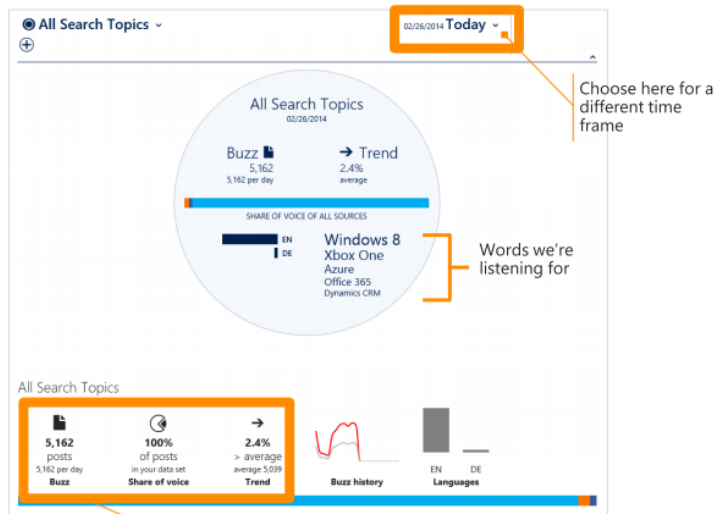 All Search Topics
02/26/2014 Today
Choose here for a
different time
frame
All Search Topics
02/26/2014
Buzz → Trend
5,162 2.4%
5,162 per day average
SHARE OF VOICE OF ALL SOURCES
EN
DE
Windows 8
Xbox One
Azure
Office 365
Dynamics CRM
Words we're
listening for
All Search Topics
5,162 100% 2.4%
posts of posts > average
5,162 per day in your data set average 5,039 EN DE
Buzz Share of voice Trend Buzz history Languages